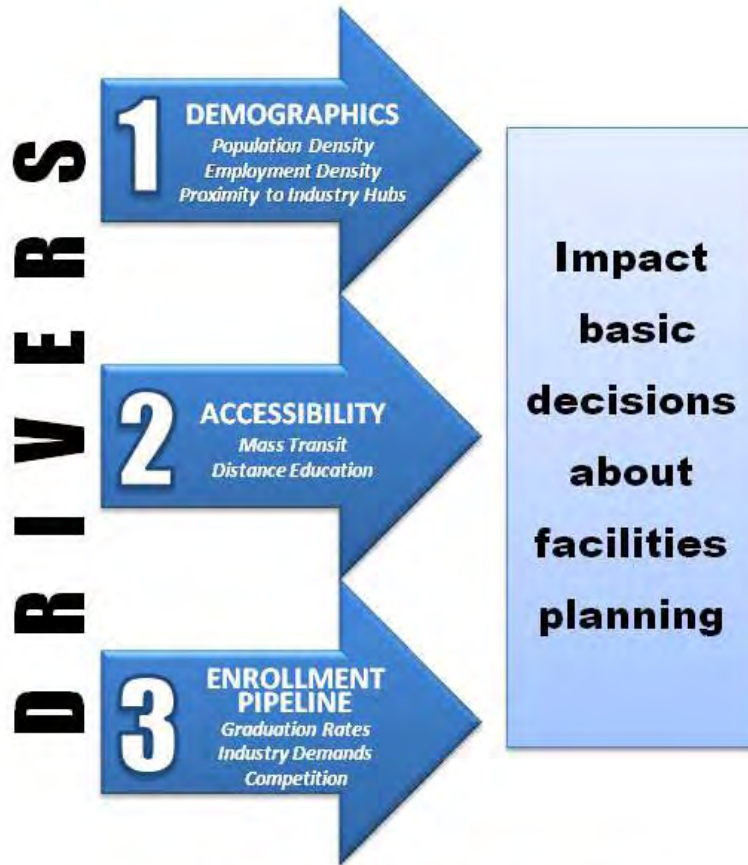 DRIVERS
1
DEMOGRAPHICS
Population Density
Employment Density
Proximity to Industry Hubs
2
ACCESSIBILITY
Mass Transit
Distance Education
3
ENROLLMENT
PIPELINE
Graduation Rates
Industry Demands
Competition
Impact
basic
decisions
about
facilities
planning